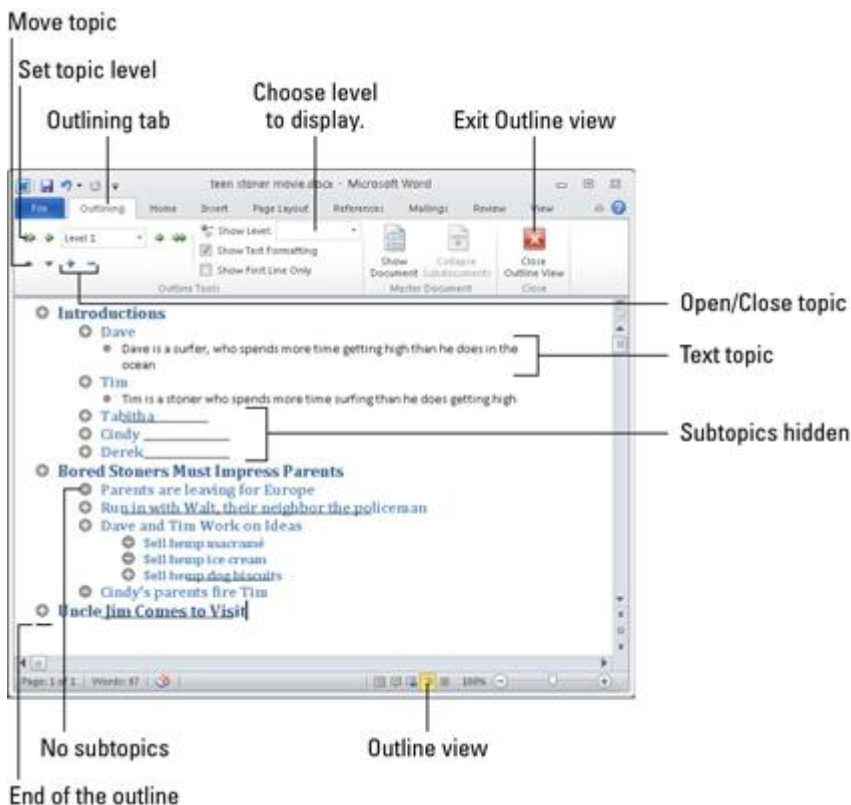 Move topic
Set topic level
Outlining tab
Choose level
to display.
Exit Outline view
teen stoner movie.docx - Microsoft Word
File Outlining Home Insert Page Layout References Mailings Review View
Level 1
Show Level:
Show Text Formatting
Show First Line Only
Show
Document
Collapse
Subdocuments
Close
Outline View
Outline Tools
Master Document
Close
Open/Close topic
Introductions
Dave
Dave is a surfer, who spends more time getting high than he does in the
ocean
Text topic
Tim
Tim is a stoner who spends more time surfing than he does getting high
Tabitha
Cindy
Derek
Subtopics hidden
Bored Stoners Must Impress Parents
Parents are leaving for Europe
Run in with Walt, their neighbor the policeman
Dave and Tim Work on Ideas
Sell hemp macramé
Sell hemp ice cream
Sell hemp dog biscuits
Cindy's parents fire Tim
Uncle Jim Comes to Visit
Page: 1 of 1 Words: 97
100%
No subtopics
Outline view
End of the outline